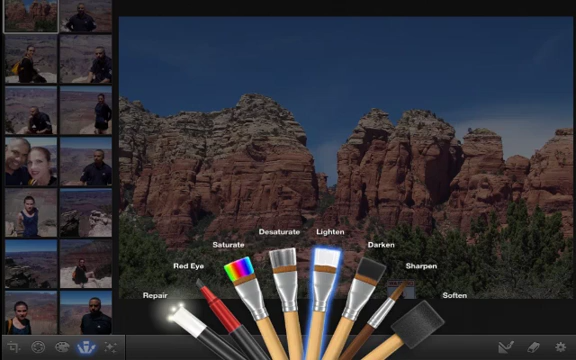 Desaturate Lighten
Saturate Darken
Red Eye Sharpen
Repair Soften